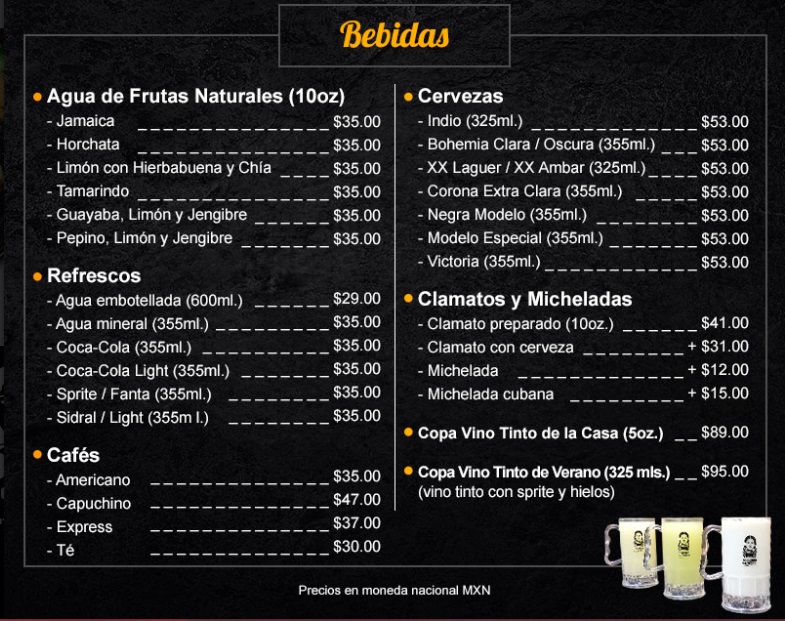 Bebidas
• Agua de Frutas Naturales (10oz)
- Jamaica _ _ _ _ _ _ _ _ _ _ _ _ _ _ _ _ $35.00
- Horchata _ _ _ _ _ _ _ _ _ _ _ _ _ _ _ _ $35.00
- Limón con Hierbabuena y Chía _ _ _ _ $35.00
- Tamarindo _ _ _ _ _ _ _ _ _ _ _ _ _ _ _ _ $35.00
- Guayaba, Limón y Jengibre _ _ _ _ _ _ $35.00
- Pepino, Limón y Jengibre _ _ _ _ _ _ _ $35.00
• Refrescos
- Agua embotellada (600ml.) _ _ _ _ _ _ $29.00
- Agua mineral (355ml.) _ _ _ _ _ _ _ _ _ $35.00
- Coca-Cola (355ml.) _ _ _ _ _ _ _ _ _ _ $35.00
- Coca-Cola Light (355ml.) _ _ _ _ _ _ _ $35.00
- Sprite / Fanta (355ml.) _ _ _ _ _ _ _ _ $35.00
- Sidral / Light (355m l.) _ _ _ _ _ _ _ _ $35.00
• Cafés
- Americano _ _ _ _ _ _ _ _ _ _ _ _ _ _ _ $35.00
- Capuchino _ _ _ _ _ _ _ _ _ _ _ _ _ _ _ $47.00
- Express _ _ _ _ _ _ _ _ _ _ _ _ _ _ _ $37.00
- Té _ _ _ _ _ _ _ _ _ _ _ _ _ _ _ $30.00
• Cervezas
- Indio (325ml.) _ _ _ _ _ _ _ _ _ _ _ _ _ _ $53.00
- Bohemia Clara / Oscura (355ml.) _ _ _ _ $53.00
- XX Laguer / XX Ambar (325ml.) _ _ _ _ $53.00
- Corona Extra Clara (355ml.) _ _ _ _ _ $53.00
- Negra Modelo (355ml.) _ _ _ _ _ _ _ _ $53.00
- Modelo Especial (355ml.) _ _ _ _ _ _ _ $53.00
- Victoria (355ml.) _ _ _ _ _ _ _ _ _ _ _ _ $53.00
• Clamatos y Micheladas
- Clamato preparado (10oz.) _ _ _ _ _ _ $41.00
- Clamato con cerveza _ _ _ _ _ _ _ _ + $31.00
- Michelada _ _ _ _ _ _ _ _ _ _ _ _ _ + $12.00
- Michelada cubana _ _ _ _ _ _ _ _ _ + $15.00
• Copa Vino Tinto de la Casa (5oz.) _ _ $89.00
• Copa Vino Tinto de Verano (325 mls.) _ _ $95.00
(vino tinto con sprite y hielos)
Precios en moneda nacional MXN